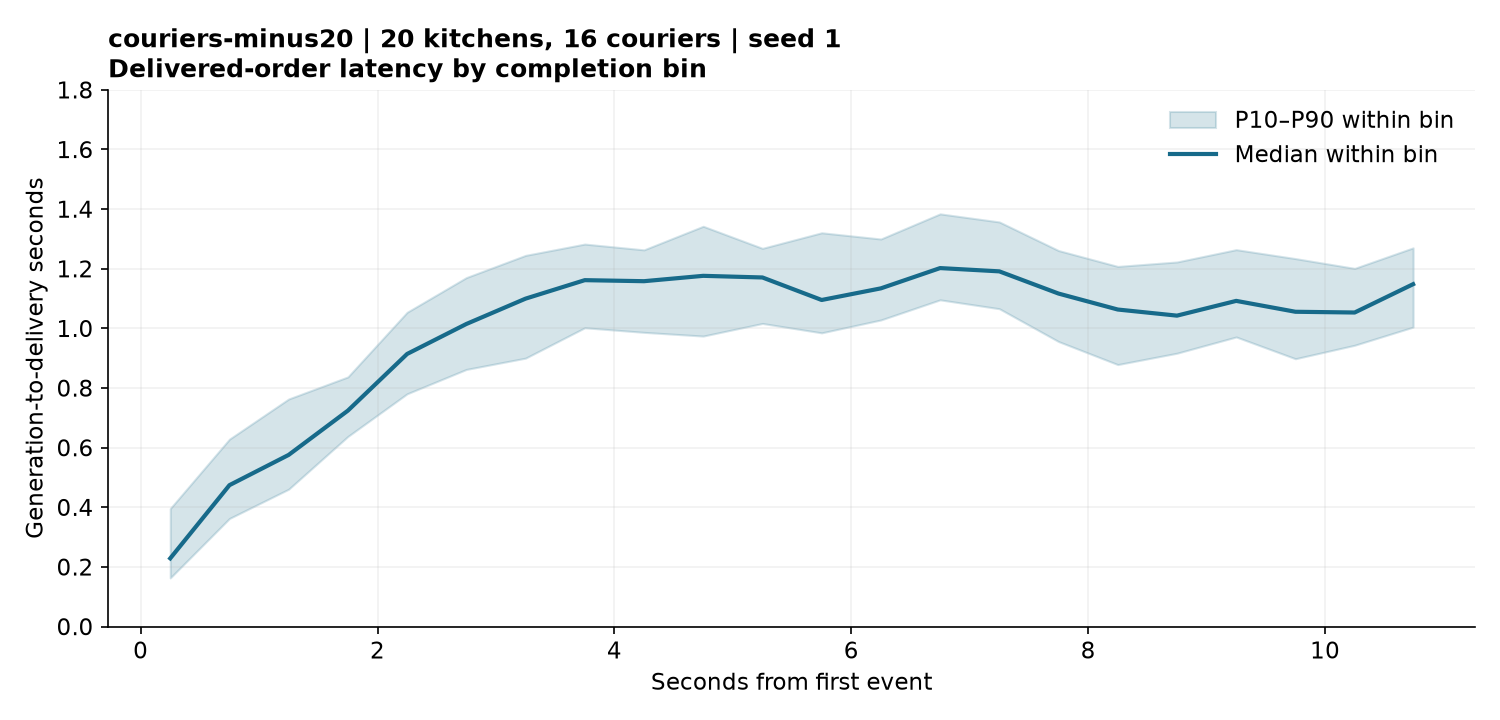 couriers-minus20 | 20 kitchens, 16 couriers | seed 1
Delivered-order latency by completion bin
P10–P90 within bin
Median within bin
Generation-to-delivery seconds
1.8
1.6
1.4
1.2
1.0
0.8
0.6
0.4
0.2
0.0
0
2
4
6
8
10
Seconds from first event